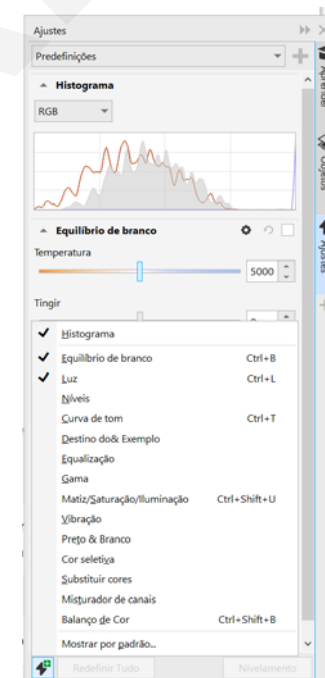 Ajustes
Predefinições
Histograma
RGB
Equilíbrio de branco
Temperatura
5000
Tingir
Histograma
Equilíbrio de branco Ctrl+B
Luz Ctrl+L
Níveis
Curva de tom Ctrl+T
Destino do& Exemplo
Equalização
Gama
Matiz/Saturação/Iluminação Ctrl+Shift+U
Vibração
Preto & Branco
Cor seletiva
Substituir cores
Misturador de canais
Balanço de Cor Ctrl+Shift+B
Mostrar por padrão...
Redefinir Tudo Nivelamento
Objetos
Ajustes